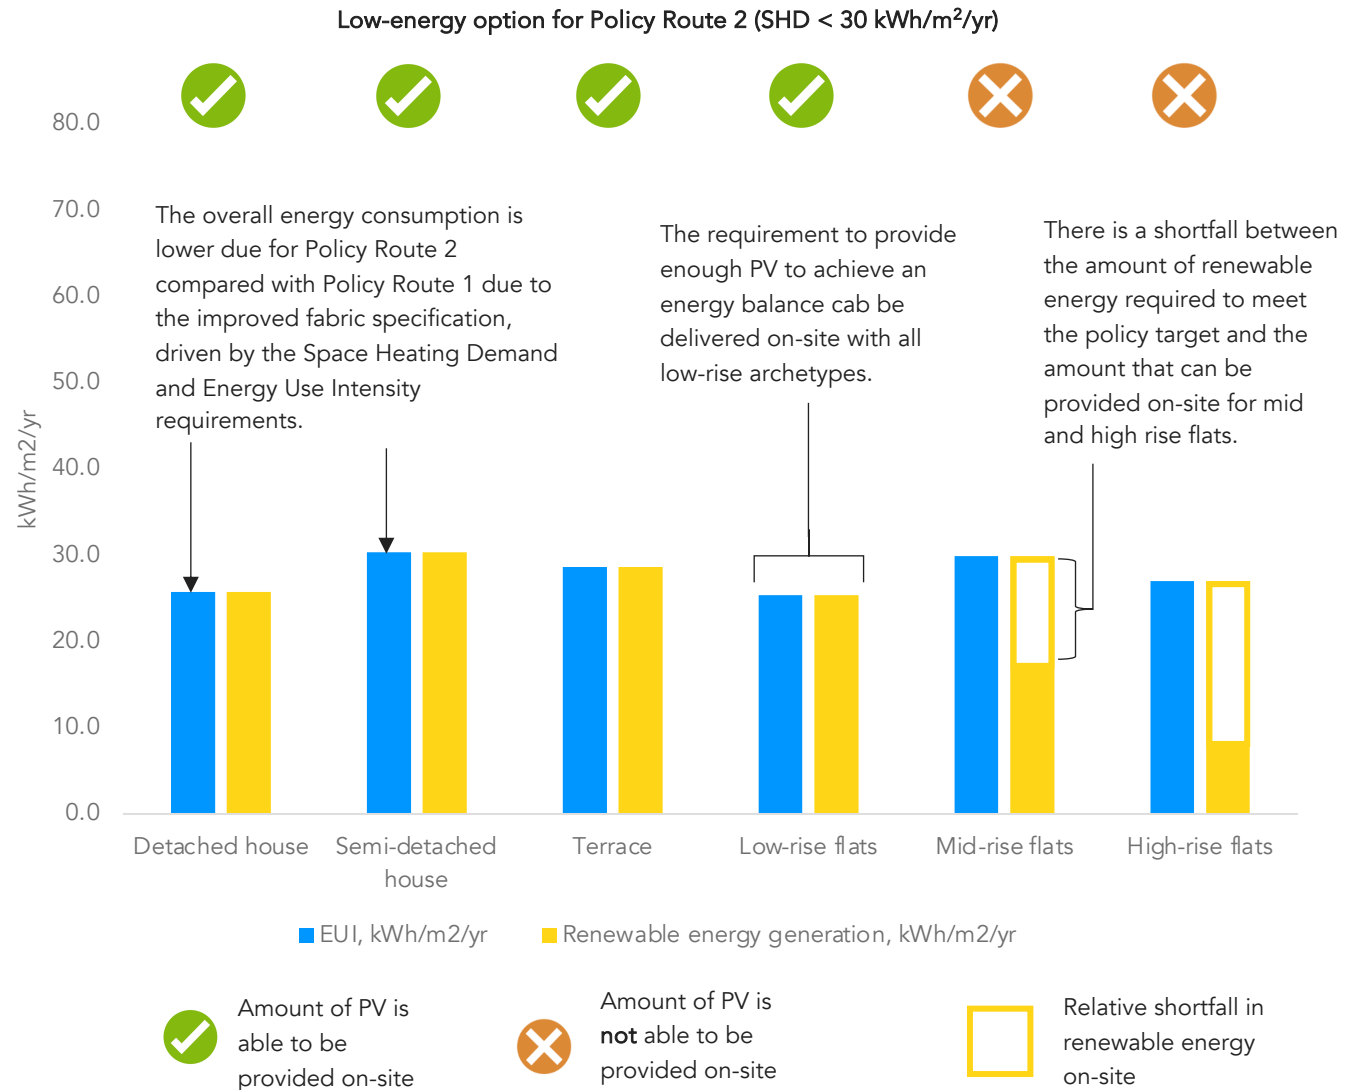 Low-energy option for Policy Route 2 (SHD < 30 kWh/m²/yr)
80.0
70.0
60.0
50.0
40.0
30.0
20.0
10.0
0.0
kWh/m2/yr
The overall energy consumption is
lower due for Policy Route 2
compared with Policy Route 1 due to
the improved fabric specification,
driven by the Space Heating Demand
and Energy Use Intensity
requirements.
The requirement to provide
enough PV to achieve an
energy balance cab be
delivered on-site with all
low-rise archetypes.
There is a shortfall between
the amount of renewable
energy required to meet
the policy target and the
amount that can be
provided on-site for mid
and high rise flats.
Detached house
Semi-detached
house
Terrace
Low-rise flats
Mid-rise flats
High-rise flats
EUI, kWh/m2/yr
Renewable energy generation, kWh/m2/yr
Amount of PV is
able to be
provided on-site
Amount of PV is
not able to be
provided on-site
Relative shortfall in
renewable energy
on-site